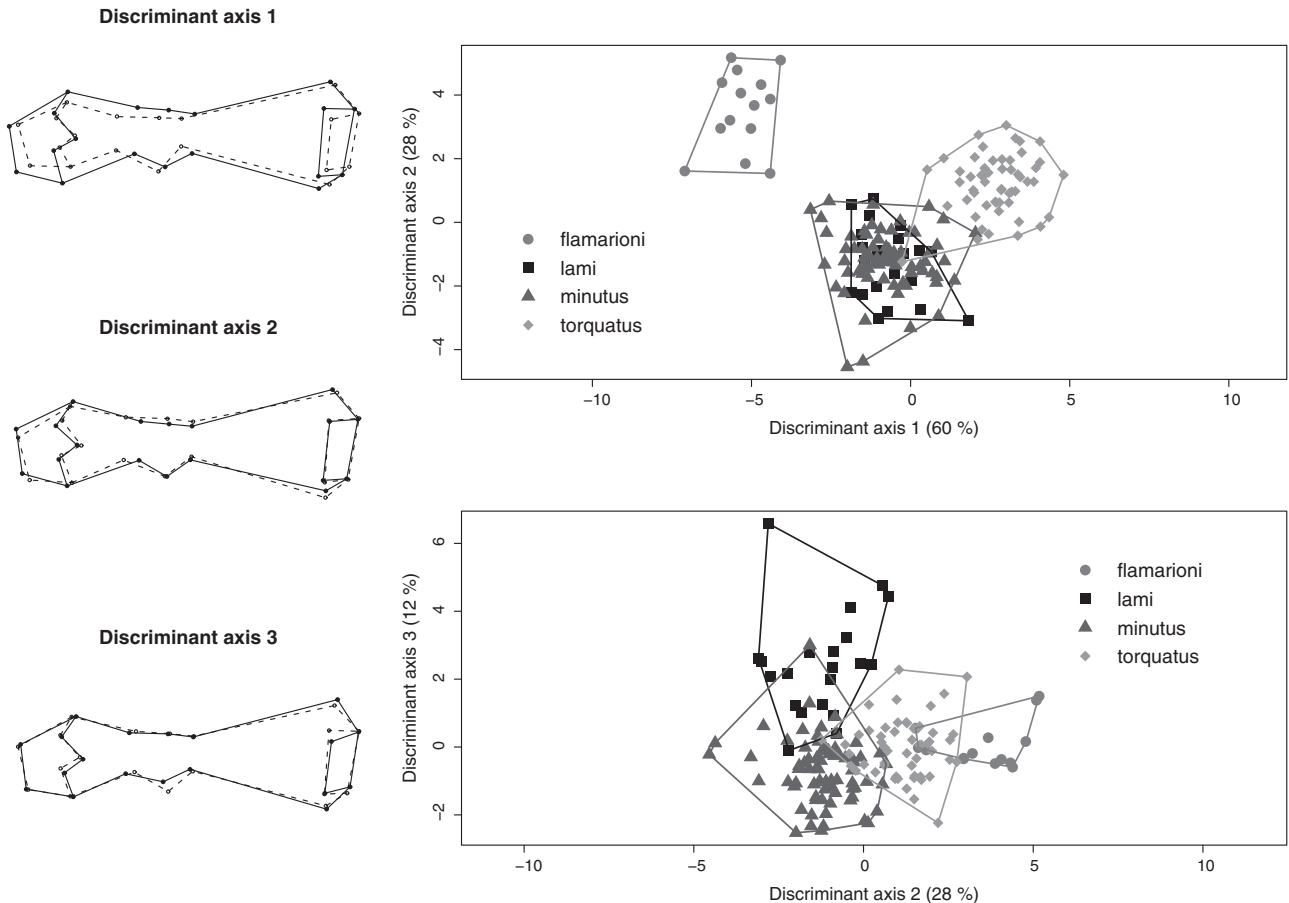 Discriminant axis 1
Discriminant axis 2
Discriminant axis 3
Discriminant axis 2 (28 %)
4
2
0
−2
−4
flamarioni
lami
minutus
torquatus
−10
−5
0
5
10
Discriminant axis 1 (60 %)
Discriminant axis 3 (12 %)
6
4
2
0
−2
flamarioni
lami
minutus
torquatus
−10
−5
0
5
10
Discriminant axis 2 (28 %)